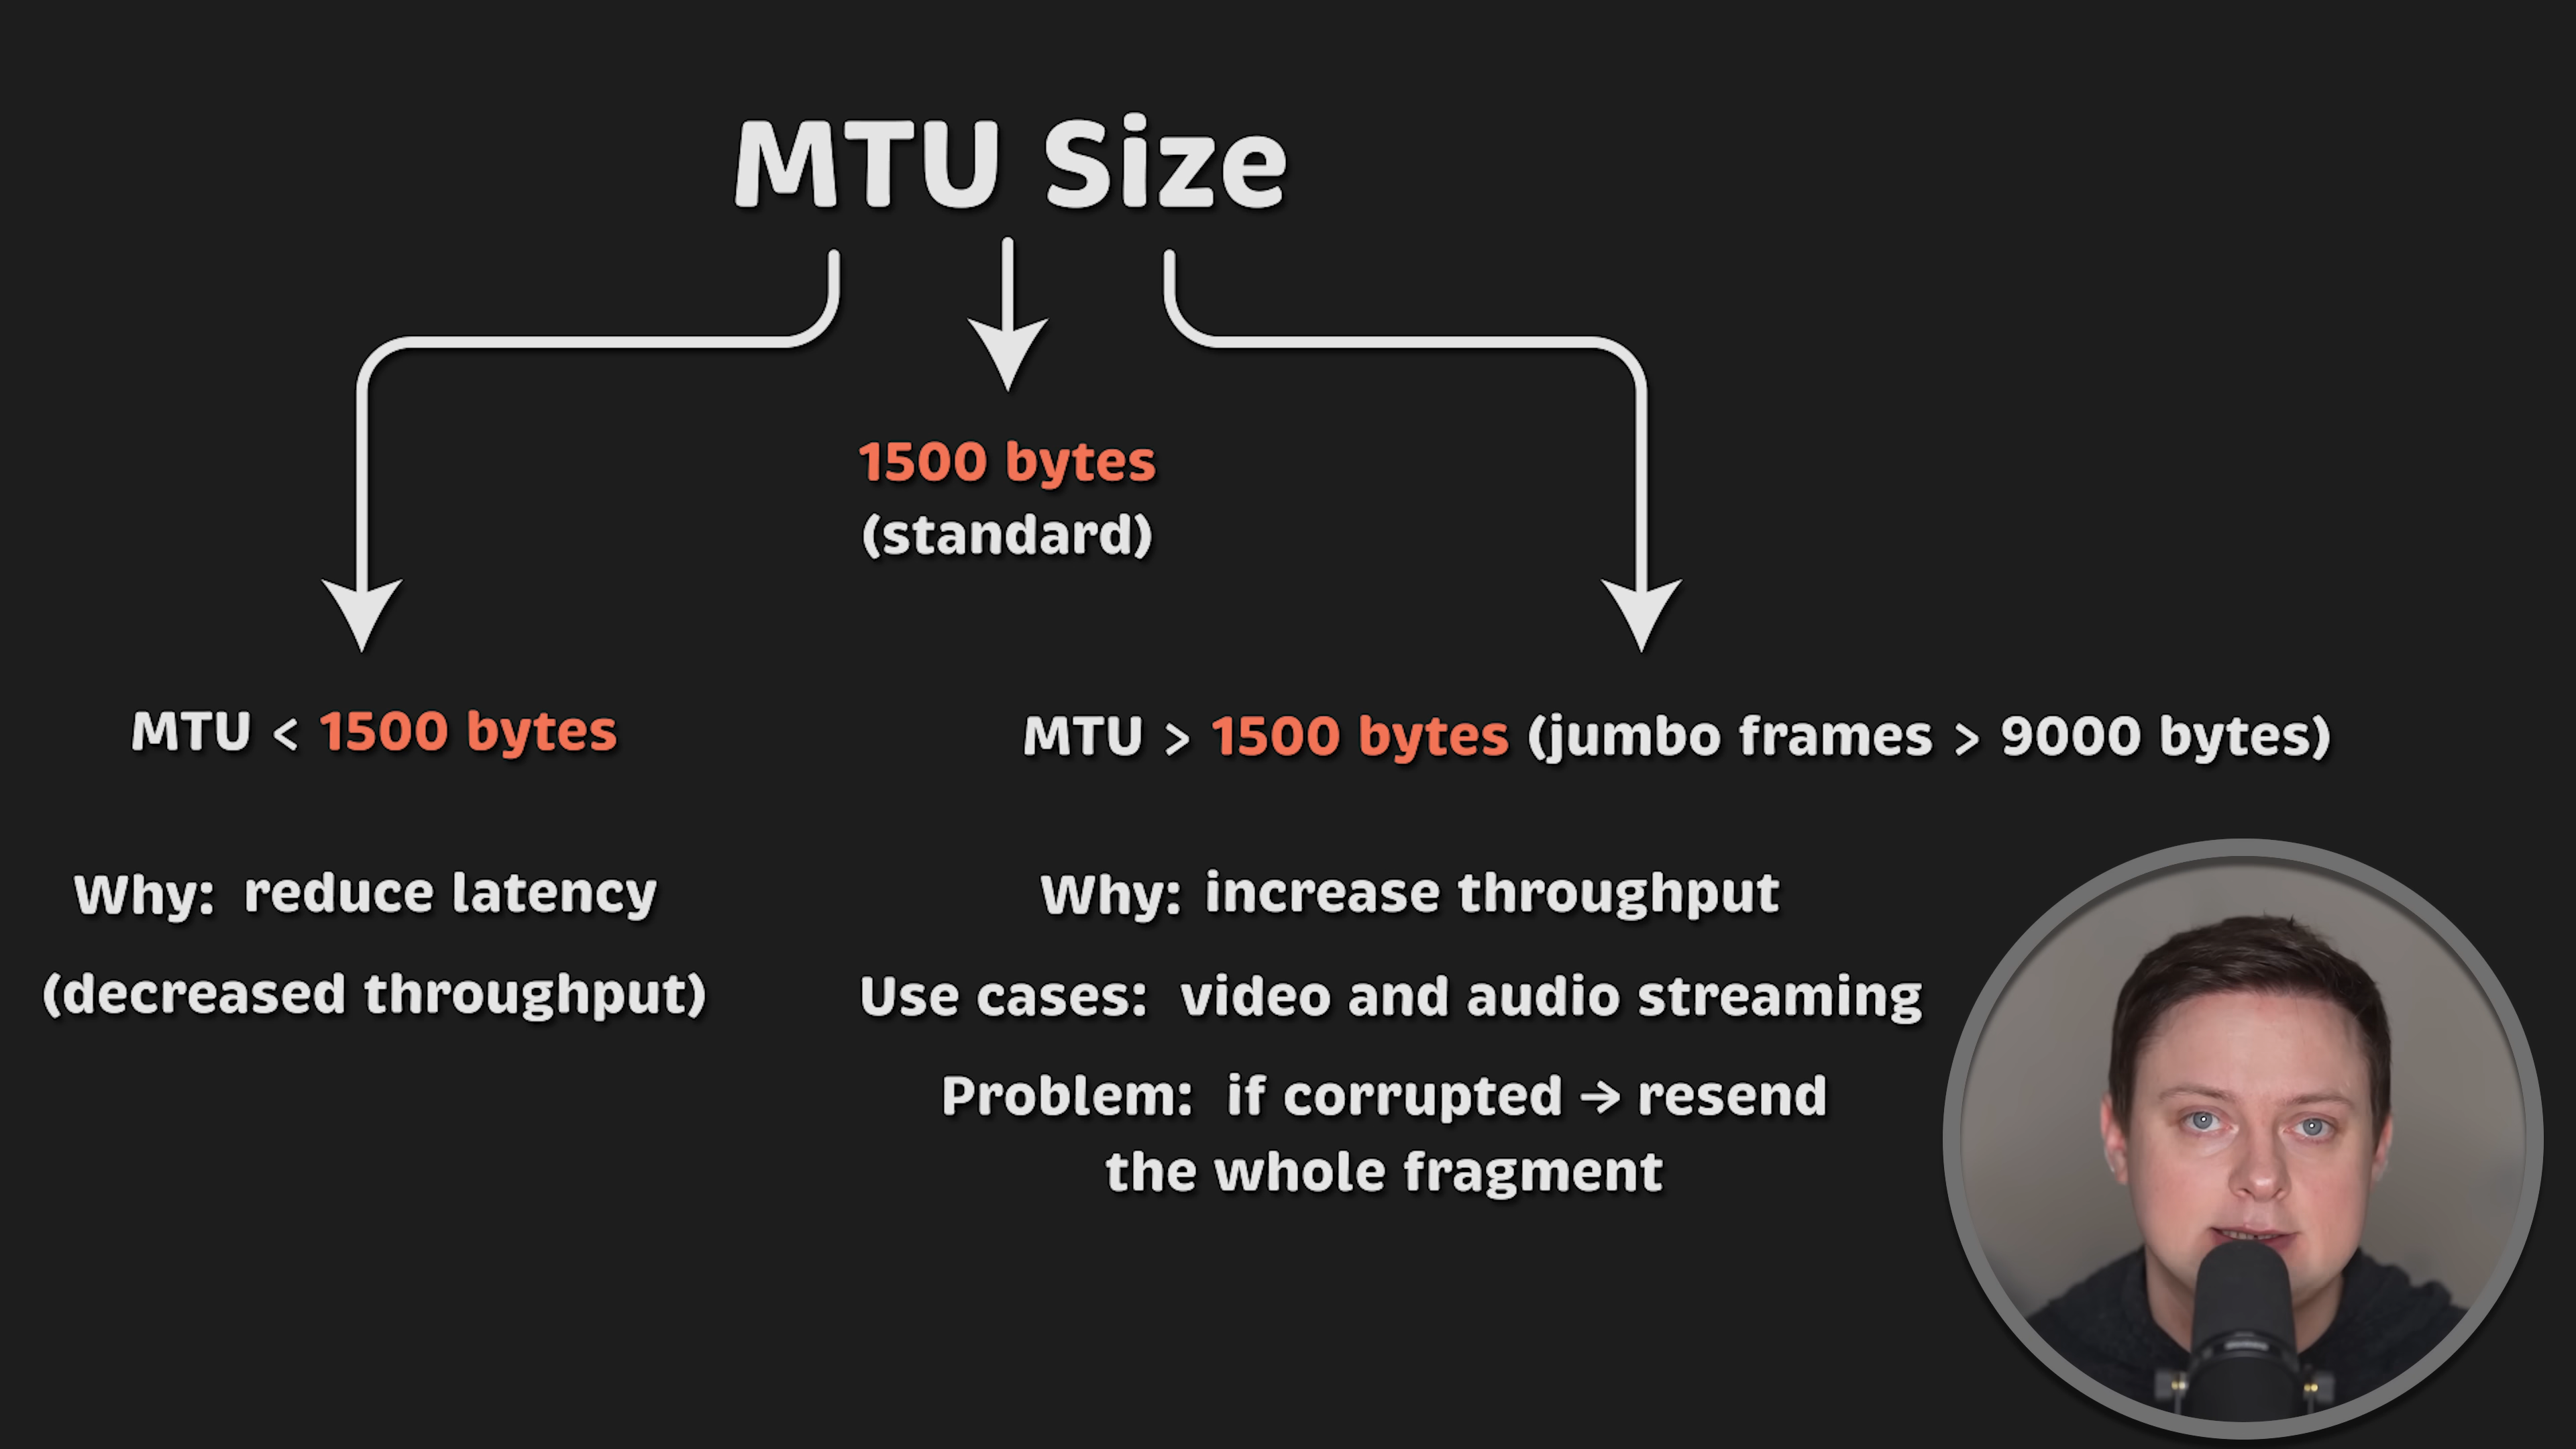 MTU Size
1500 bytes
(standard)
MTU < 1500 bytes
Why: reduce latency
(decreased throughput)
MTU > 1500 bytes (jumbo frames > 9000 bytes)
Why: increase throughput
Use cases: video and audio streaming
Problem: if corrupted → resend
the whole fragment